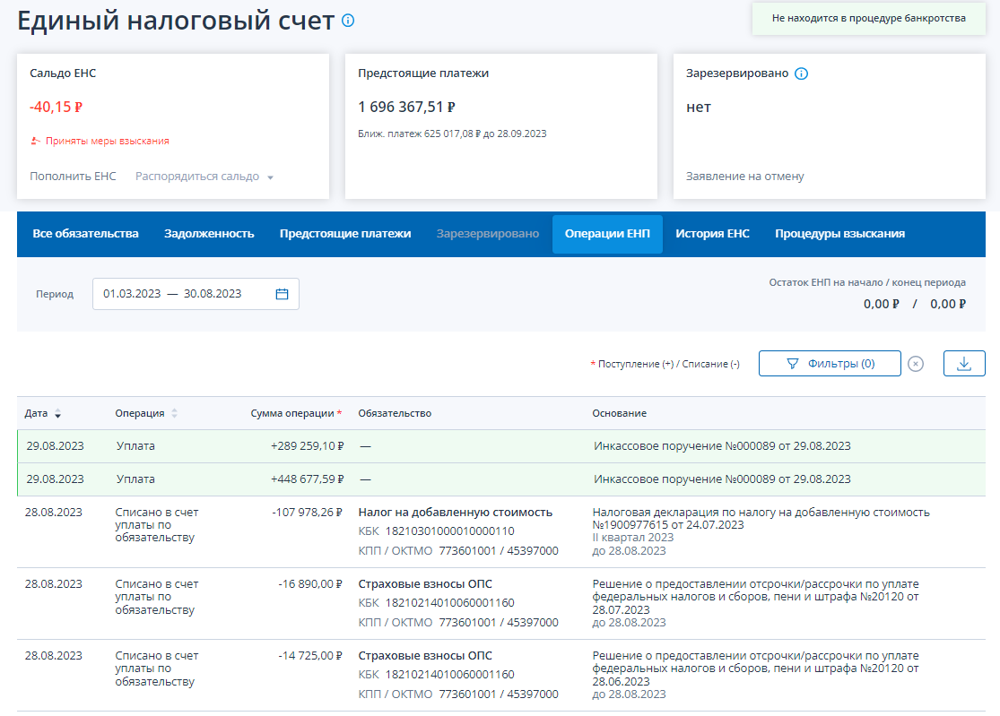 Единый налоговый счет
Не находится в процедуре банкротства
Сальдо ЕНС
-40,15 ₽
Приняты меры взыскания
Пополнить ЕНС Распорядиться сальдо
Предстоящие платежи
1 696 367,51 ₽
Ближ. платеж 625 017,08 ₽ до 28.09.2023
Зарезервировано
нет
Заявление на отмену
Все обязательства Задолженность Предстоящие платежи Зарезервировано Операции ЕНП История ЕНС Процедуры взыскания
Период 01.03.2023 — 30.08.2023
Остаток ЕНП на начало / конец периода
0,00 ₽ / 0,00 ₽
* Поступление (+) / Списание (-) Фильтры (0)
Дата Операция Сумма операции * Обязательство Основание
29.08.2023 Уплата +289 259,10 ₽ — Инкассовое поручение №000089 от 29.08.2023
29.08.2023 Уплата +448 677,59 ₽ — Инкассовое поручение №000089 от 29.08.2023
28.08.2023
Списано в счет
уплаты по
обязательству
-107 978,26 ₽
Налог на добавленную стоимость
КБК 18210301000010000110
КПП / ОКТМО 773601001 / 45397000
Налоговая декларация по налогу на добавленную стоимость
№1900977615 от 24.07.2023
II квартал 2023
до 28.08.2023
28.08.2023
Списано в счет
уплаты по
обязательству
-16 890,00 ₽
Страховые взносы ОПС
КБК 18210214010060001160
КПП / ОКТМО 773601001 / 45397000
Решение о предоставлении отсрочки/рассрочки по уплате
федеральных налогов и сборов, пени и штрафа №20120 от
28.07.2023
до 28.08.2023
28.08.2023
Списано в счет
уплаты по
обязательству
-14 725,00 ₽
Страховые взносы ОПС
КБК 18210214010060001160
КПП / ОКТМО 773601001 / 45397000
Решение о предоставлении отсрочки/рассрочки по уплате
федеральных налогов и сборов, пени и штрафа №20120 от
28.06.2023
до 28.08.2023